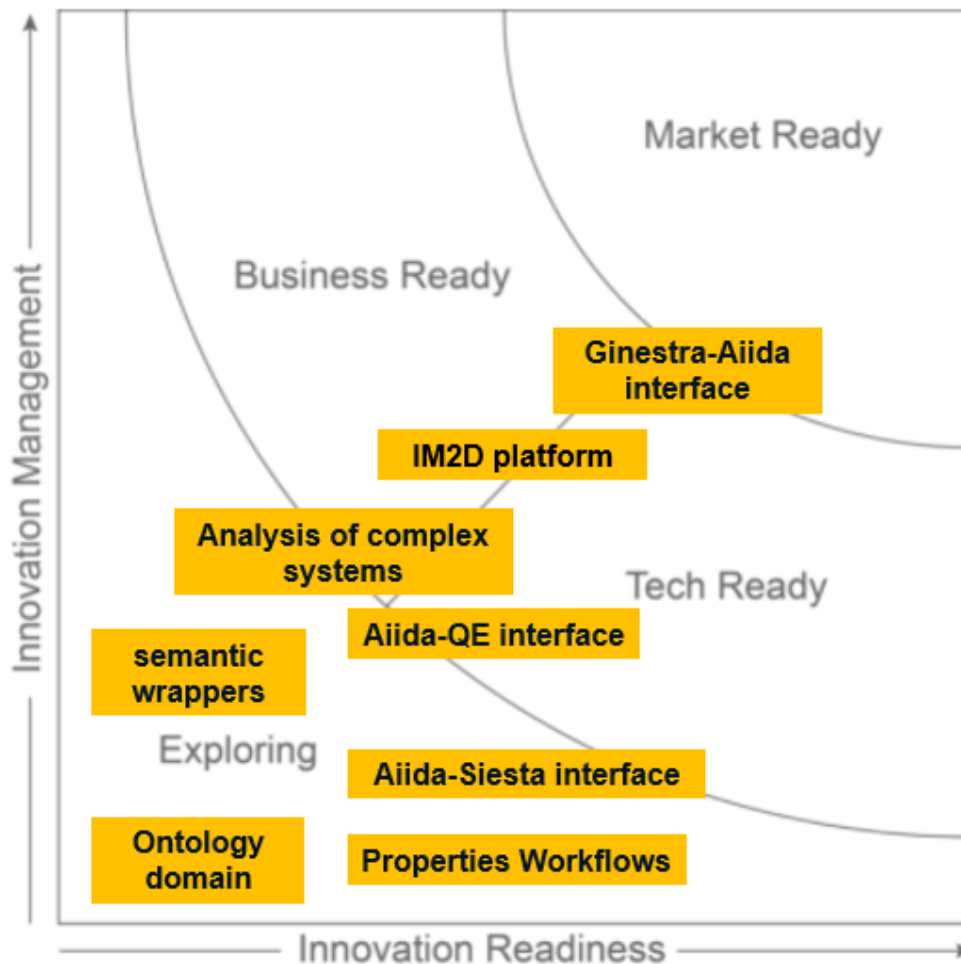 Market Ready
Business Ready
Innovation Management
Ginestra-Aiida
interface
IM2D platform
Analysis of complex
systems
Tech Ready
Aiida-QE interface
semantic
wrappers
Exploring
Aiida-Siesta interface
Ontology
domain
Properties Workflows
Innovation Readiness